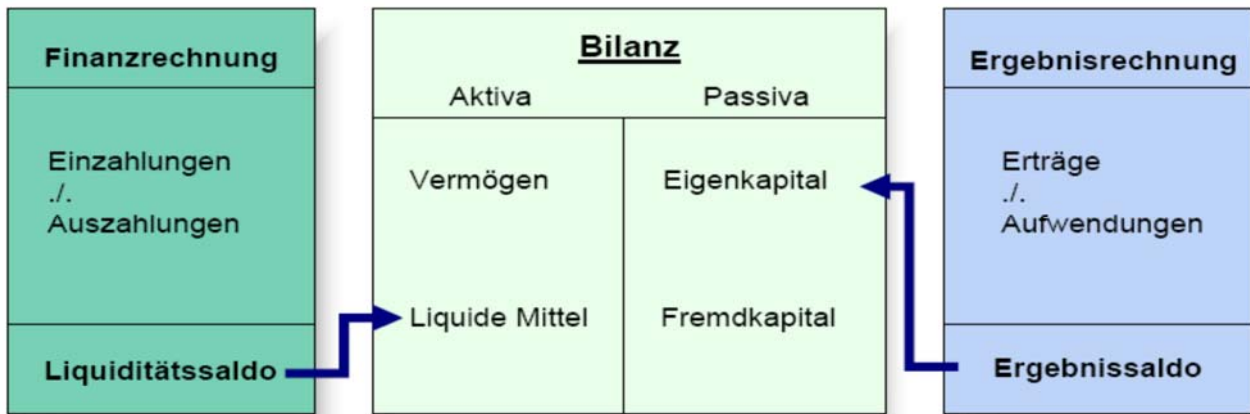 Finanzrechnung
Einzahlungen
./.
Auszahlungen
Liquiditätssaldo
Bilanz
Aktiva
Passiva
Vermögen
Eigenkapital
Liquide Mittel
Fremdkapital
Ergebnisrechnung
Erträge
./.
Aufwendungen
Ergebnissaldo